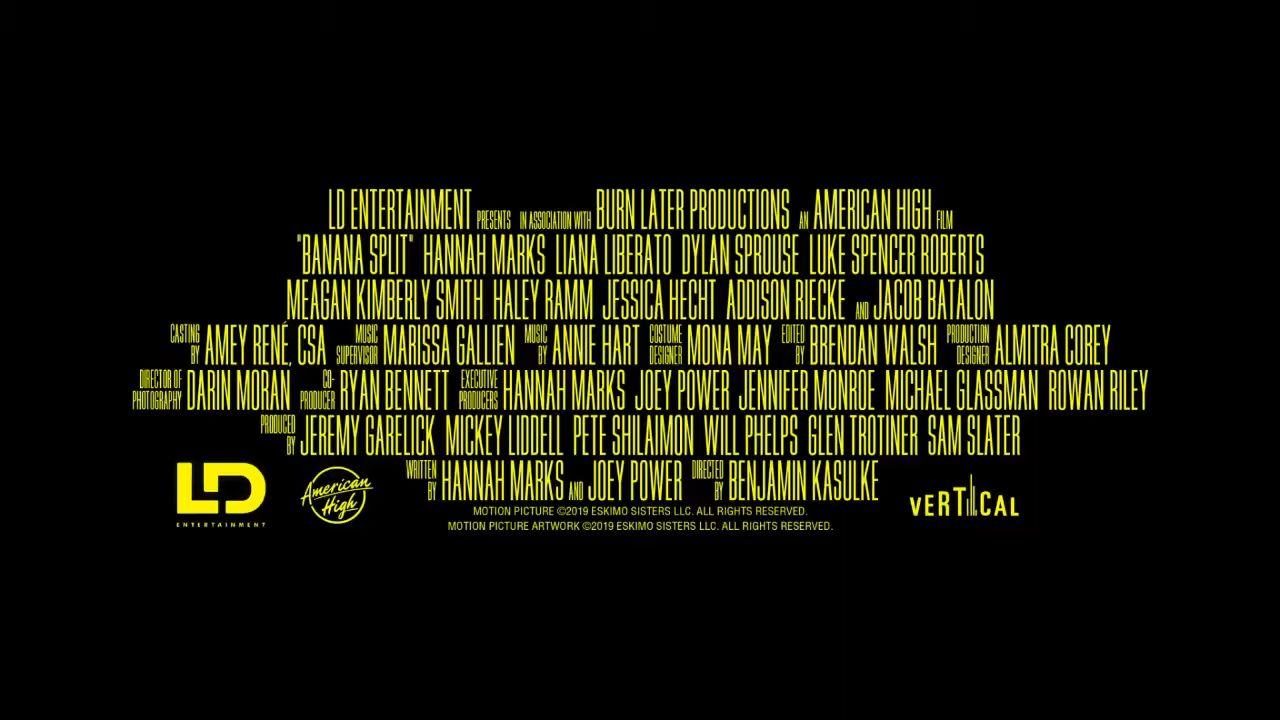 LD ENTERTAINMENT PRESENTS IN ASSOCIATION WITH BURN LATER PRODUCTIONS AN AMERICAN HIGH FILM
"BANANA SPLIT" HANNAH MARKS LIANA LIBERATO DYLAN SPROUSE LUKE SPENCER ROBERTS
MEAGAN KIMBERLY SMITH HALEY RAMM JESSICA HECHT ADDISON RIECKE AND JACOB BATALON
CASTING BY AMEY RENÉ, CSA MUSIC SUPERVISOR MARISSA GALLIEN MUSIC BY ANNIE HART COSTUME DESIGNER MONA MAY EDITED BY BRENDAN WALSH PRODUCTION DESIGNER ALMITRA COREY
DIRECTOR OF PHOTOGRAPHY DARIN MORAN CO-PRODUCER RYAN BENNETT EXECUTIVE PRODUCERS HANNAH MARKS JOEY POWER JENNIFER MONROE MICHAEL GLASSMAN ROWAN RILEY
PRODUCED BY JEREMY GARELICK MICKEY LIDDELL PETE SHILAIMON WILL PHELPS GLEN TROTINER SAM SLATER
WRITTEN BY HANNAH MARKS AND JOEY POWER DIRECTED BY BENJAMIN KASULKE
LD
ENTERTAINMENT
American
High
VERTICAL
MOTION PICTURE ©2019 ESKIMO SISTERS LLC. ALL RIGHTS RESERVED.
MOTION PICTURE ARTWORK ©2019 ESKIMO SISTERS LLC. ALL RIGHTS RESERVED.